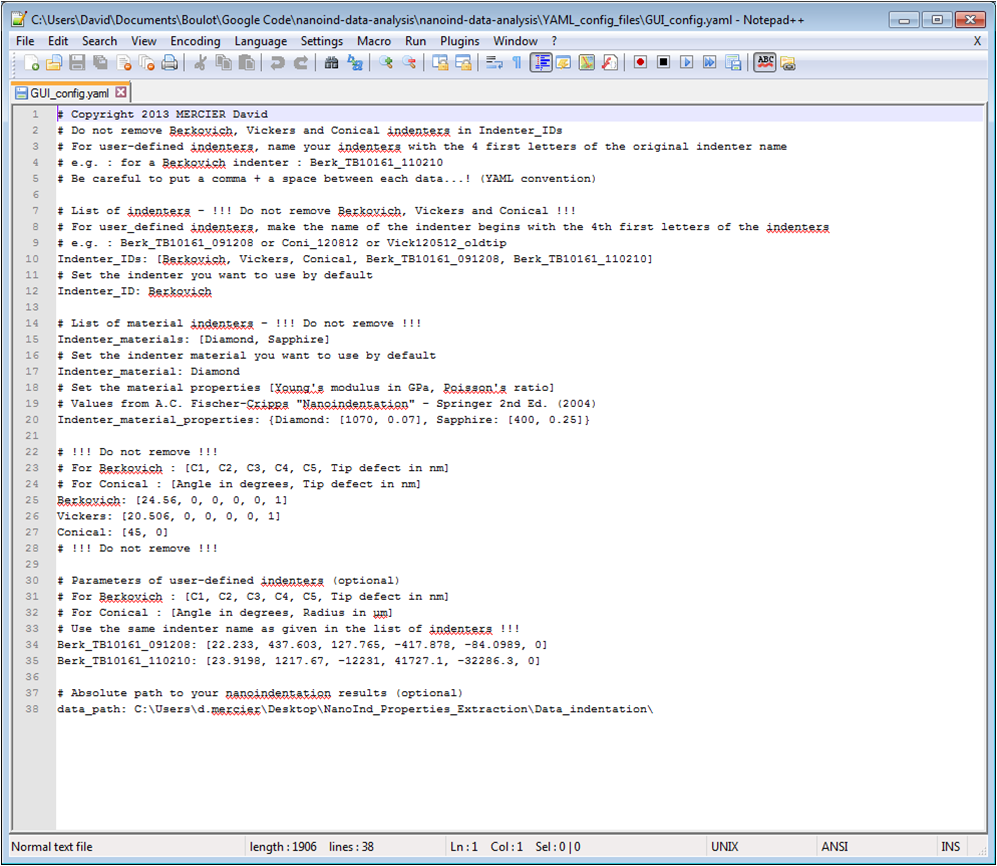 C:\Users\David\Documents\Boulot\Google Code\nanoind-data-analysis\nanoind-data-analysis\YAML_config_files\GUI_config.yaml - Notepad++
File Edit Search View Encoding Language Settings Macro Run Plugins Window ? X
ABC
GUI_config.yaml
1 # Copyright 2013 MERCIER David
2 # Do not remove Berkovich, Vickers and Conical indenters in Indenter_IDs
3 # For user-defined indenters, name your indenters with the 4 first letters of the original indenter name
4 # e.g. : for a Berkovich indenter : Berk_TB10161_110210
5 # Be careful to put a comma + a space between each data...! (YAML convention)
6
7 # List of indenters - !!! Do not remove Berkovich, Vickers and Conical !!!
8 # For user_defined indenters, make the name of the indenter begins with the 4th first letters of the indenters
9 # e.g. : Berk_TB10161_091208 or Coni_120812 or Vick120512_oldtip
10 Indenter_IDs: [Berkovich, Vickers, Conical, Berk_TB10161_091208, Berk_TB10161_110210]
11 # Set the indenter you want to use by default
12 Indenter_ID: Berkovich
13
14 # List of material indenters - !!! Do not remove !!!
15 Indenter_materials: [Diamond, Sapphire]
16 # Set the indenter material you want to use by default
17 Indenter_material: Diamond
18 # Set the material properties [Young's modulus in GPa, Poisson's ratio]
19 # Values from A.C. Fischer-Cripps "Nanoindentation" - Springer 2nd Ed. (2004)
20 Indenter_material_properties: {Diamond: [1070, 0.07], Sapphire: [400, 0.25]}
21
22 # !!! Do not remove !!!
23 # For Berkovich : [C1, C2, C3, C4, C5, Tip defect in nm]
24 # For Conical : [Angle in degrees, Tip defect in nm]
25 Berkovich: [24.56, 0, 0, 0, 0, 1]
26 Vickers: [20.506, 0, 0, 0, 0, 1]
27 Conical: [45, 0]
28 # !!! Do not remove !!!
29
30 # Parameters of user-defined indenters (optional)
31 # For Berkovich : [C1, C2, C3, C4, C5, Tip defect in nm]
32 # For Conical : [Angle in degrees, Radius in µm]
33 # Use the same indenter name as given in the list of indenters !!!
34 Berk_TB10161_091208: [22.233, 437.603, 127.765, -417.878, -84.0989, 0]
35 Berk_TB10161_110210: [23.9198, 1217.67, -12231, 41727.1, -32286.3, 0]
36
37 # Absolute path to your nanoindentation results (optional)
38 data_path: C:\Users\d.mercier\Desktop\NanoInd_Properties_Extraction\Data_indentation\
Normal text file length : 1906 lines : 38 Ln : 1 Col : 1 Sel : 0 | 0 UNIX ANSI INS